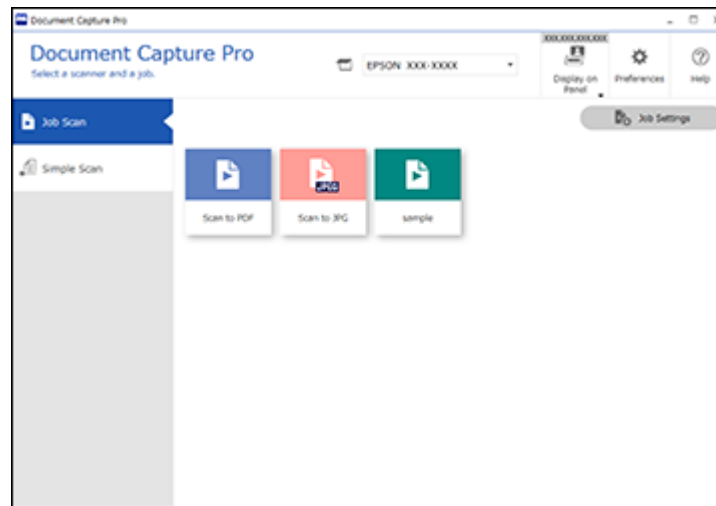 Document Capture Pro
Document Capture Pro
Select a scanner and a job.
EPSON XXX-XXXX
XXX.XXX.XXX.XXX
Display on
Panel
Preferences
Help
Job Scan
Job Settings
Simple Scan
JPEG
Scan to PDF
Scan to JPG
sample